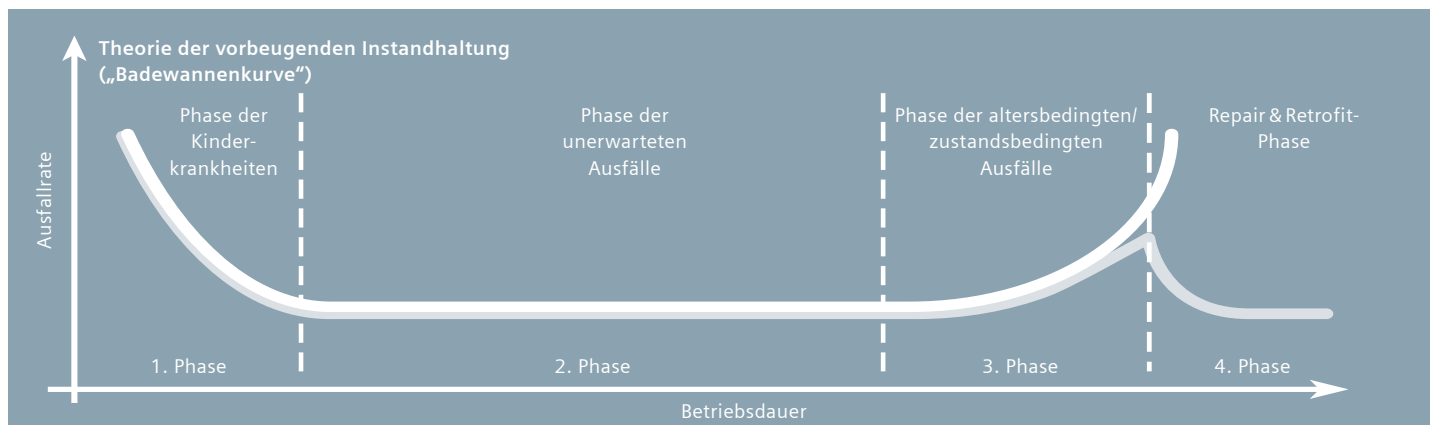 Theorie der vorbeugenden Instandhaltung
(„Badewannenkurve“)
Ausfallrate
Phase der
Kinder-
krankheiten
Phase der
unerwarteten
Ausfälle
Phase der altersbedingten/
zustandsbedingten
Ausfälle
Repair & Retrofit-
Phase
1. Phase
2. Phase
3. Phase
4. Phase
Betriebsdauer